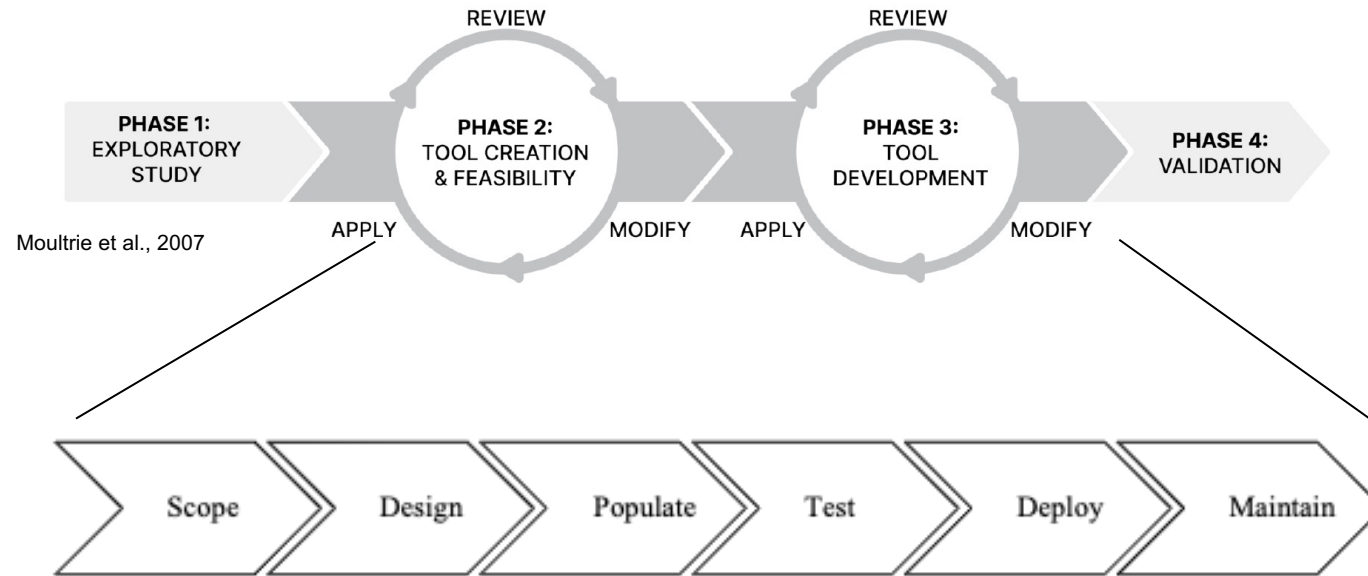 REVIEW
REVIEW
PHASE 1:
EXPLORATORY
STUDY
PHASE 2:
TOOL CREATION
& FEASIBILITY
PHASE 3:
TOOL
DEVELOPMENT
PHASE 4:
VALIDATION
APPLY
MODIFY
APPLY
MODIFY
Moultrie et al., 2007
Scope
Design
Populate
Test
Deploy
Maintain